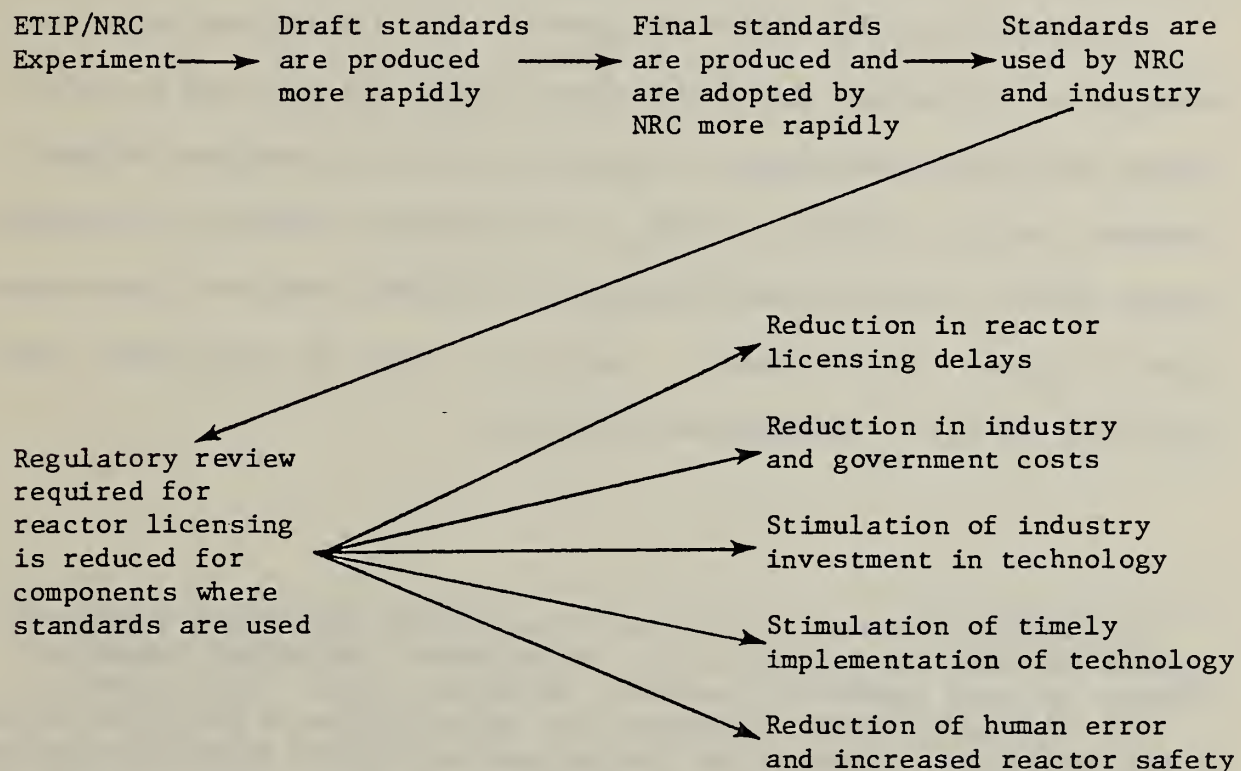 ETIP/NRC
Experiment
Draft standards
are produced
more rapidly
Final standards
are produced and
are adopted by
NRC more rapidly
Standards are
used by NRC
and industry
Regulatory review
required for
reactor licensing
is reduced for
components where
standards are used
Reduction in reactor
licensing delays
Reduction in industry
and government costs
Stimulation of industry
investment in technology
Stimulation of timely
implementation of technology
Reduction of human error
and increased reactor safety